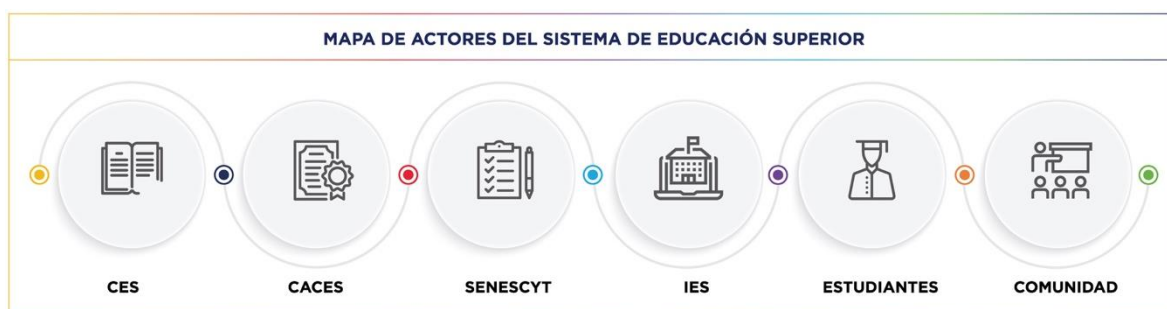 MAPA DE ACTORES DEL SISTEMA DE EDUCACIÓN SUPERIOR
CES
CACES
SENESCYT
IES
ESTUDIANTES
COMUNIDAD